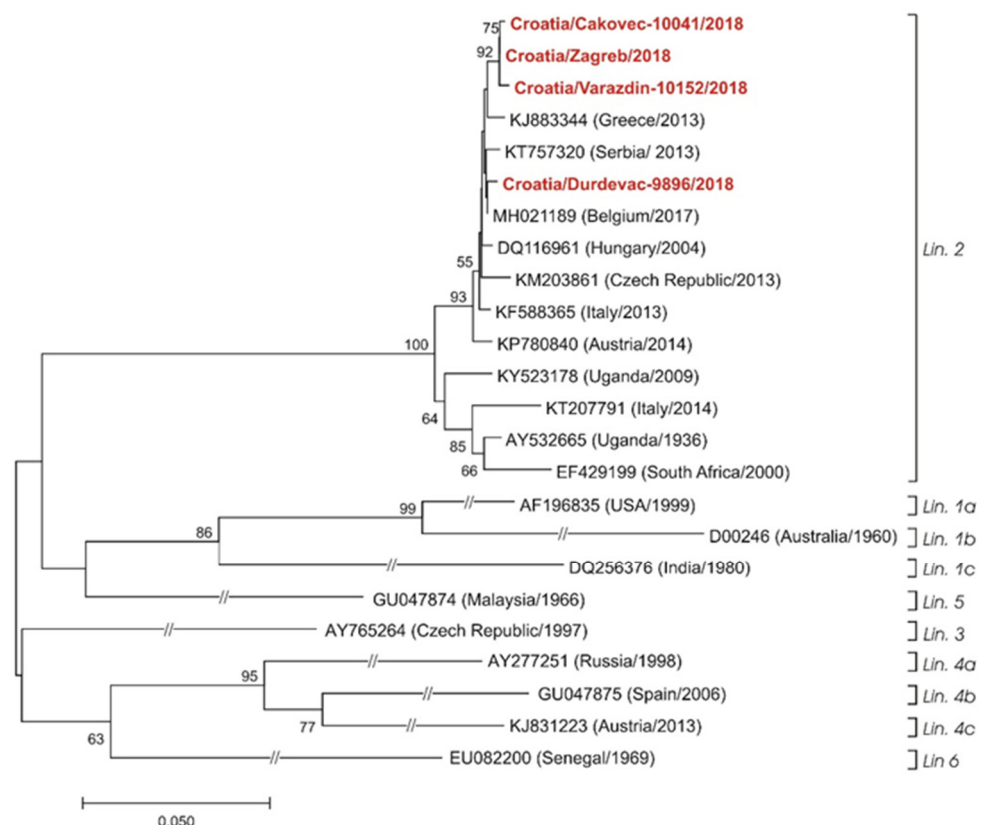 75
Croatia/Cakovec-10041/2018
92
Croatia/Zagreb/2018
Croatia/Varazdin-10152/2018
KJ883344 (Greece/2013)
KT757320 (Serbia/ 2013)
Croatia/Durdevac-9896/2018
MH021189 (Belgium/2017)
DQ116961 (Hungary/2004)
Lin. 2
55
KM203861 (Czech Republic/2013)
93
KF588365 (Italy/2013)
100
KP780840 (Austria/2014)
KY523178 (Uganda/2009)
64
KT207791 (Italy/2014)
85
AY532665 (Uganda/1936)
66
EF429199 (South Africa/2000)
99
AF196835 (USA/1999)
Lin. 1a
86
D00246 (Australia/1960)
Lin. 1b
DQ256376 (India/1980)
Lin. 1c
GU047874 (Malaysia/1966)
Lin. 5
AY765264 (Czech Republic/1997)
Lin. 3
95
AY277251 (Russia/1998)
Lin. 4a
GU047875 (Spain/2006)
Lin. 4b
77
KJ831223 (Austria/2013)
Lin. 4c
63
EU082200 (Senegal/1969)
Lin 6
0.050